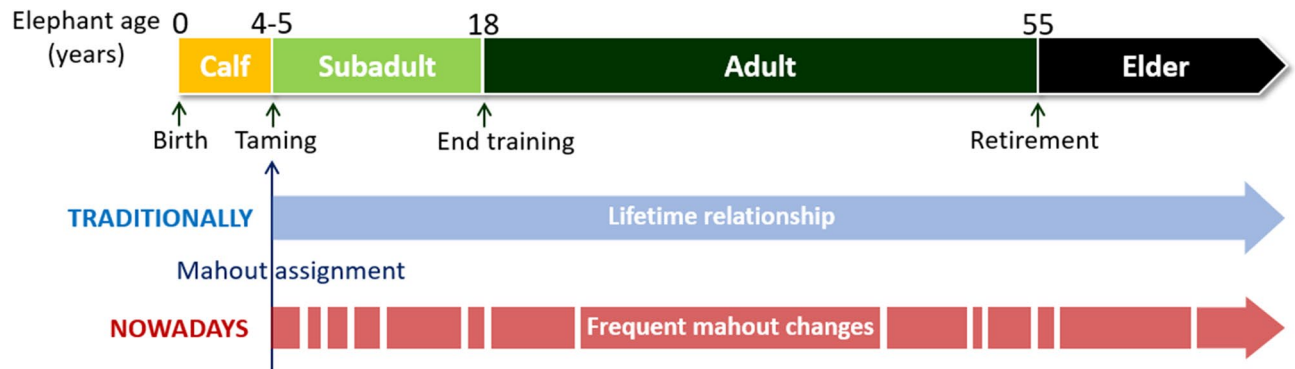 Elephant age 0 4-5 18 55
(years)
Calf Subadult Adult Elder
Birth Taming End training Retirement
TRADITIONALLY Lifetime relationship
Mahout assignment
NOWADAYS Frequent mahout changes